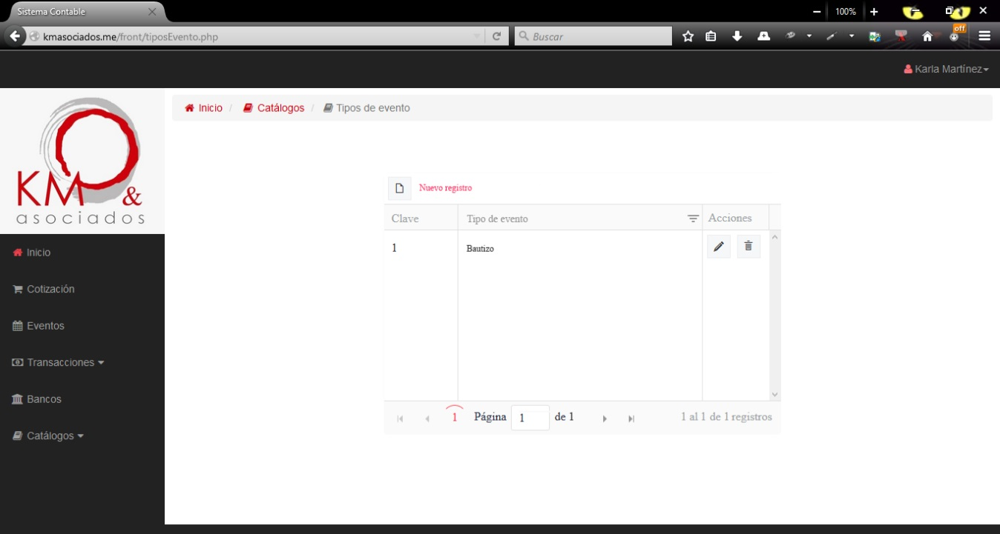 Sistema Contable
100%
kmasociados.me/front/tiposEvento.php
Buscar
off
Karla Martínez
KM &
asociados
Inicio / Catálogos / Tipos de evento
Inicio
Cotización
Eventos
Transacciones
Bancos
Catálogos
Nuevo registro
Clave Tipo de evento Acciones
1 Bautizo
1 Página 1 de 1 1 al 1 de 1 registros